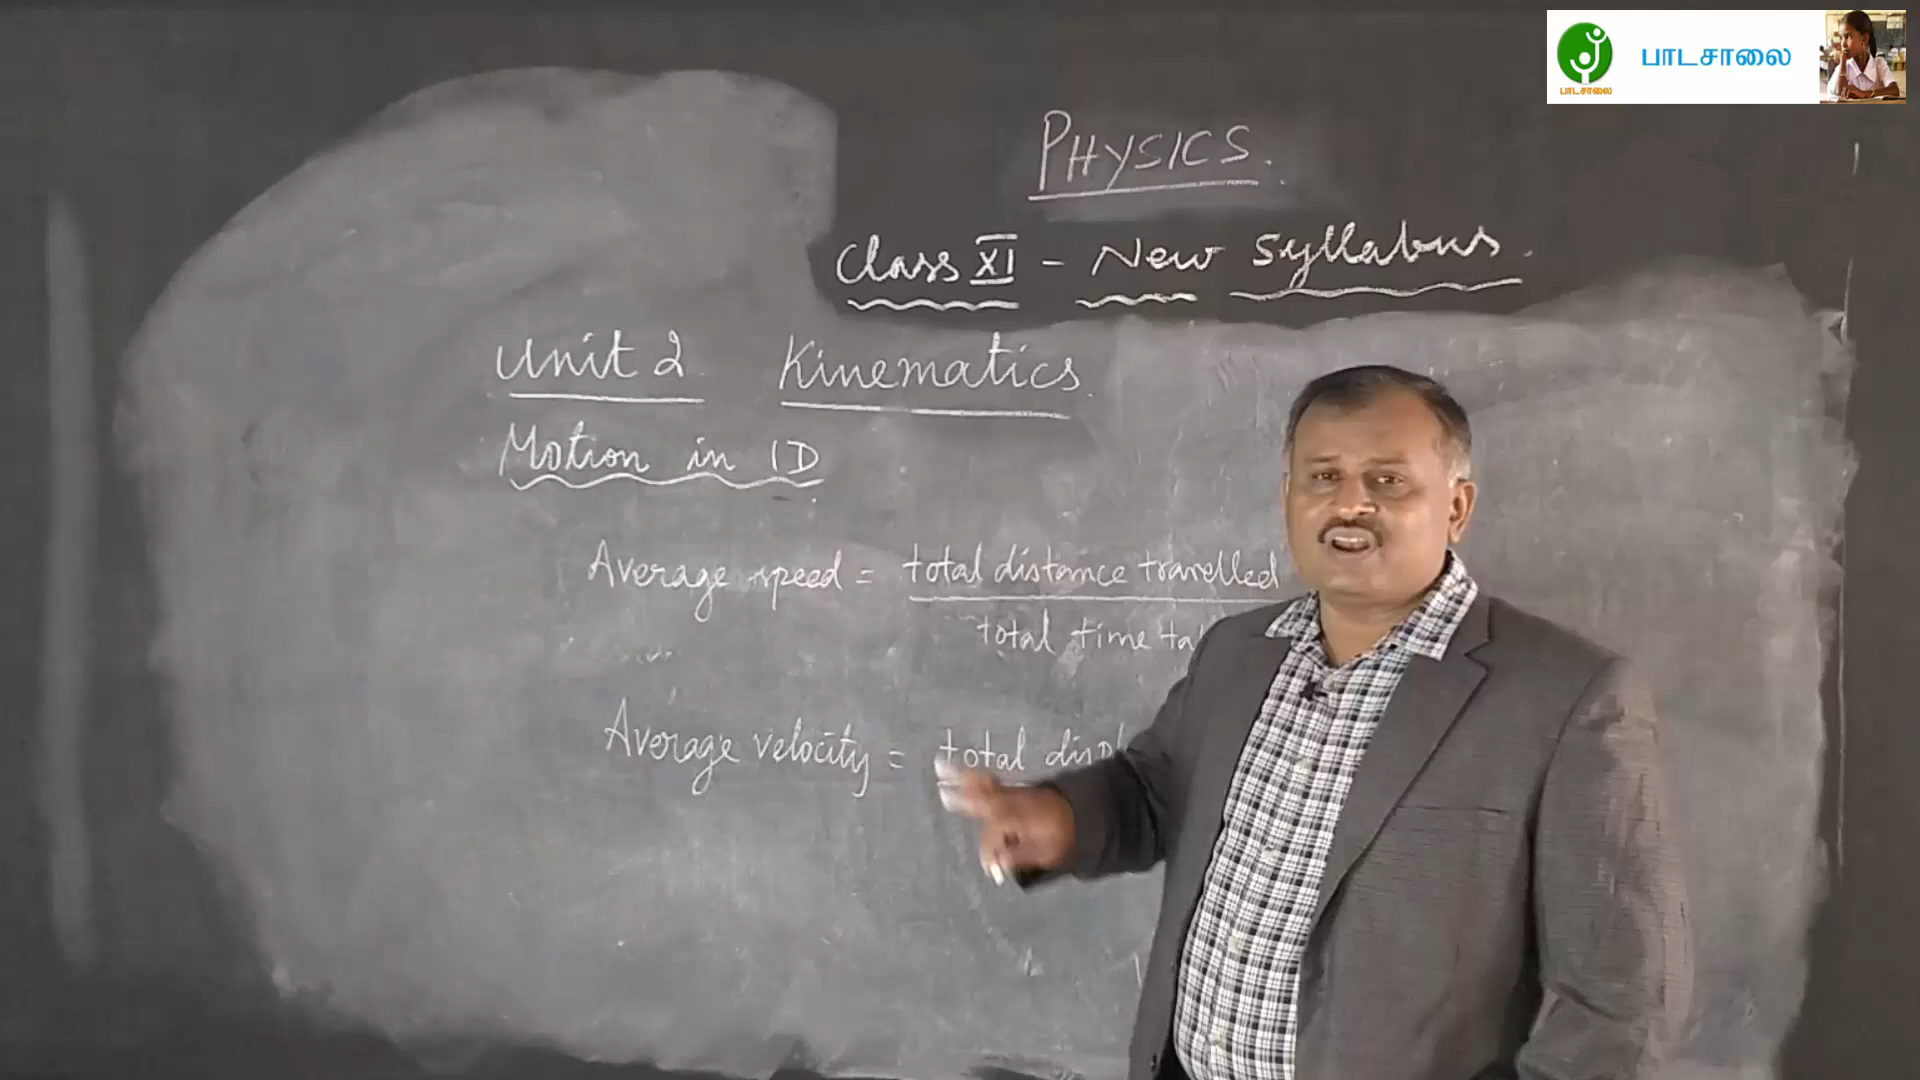 பாடசாலை
பாடசாலை
PHYSICS.
Class XI - New Syllabus.
Unit 2 Kinematics.
Motion in 1D
Average speed = total distance travelled
total time
Average velocity = total